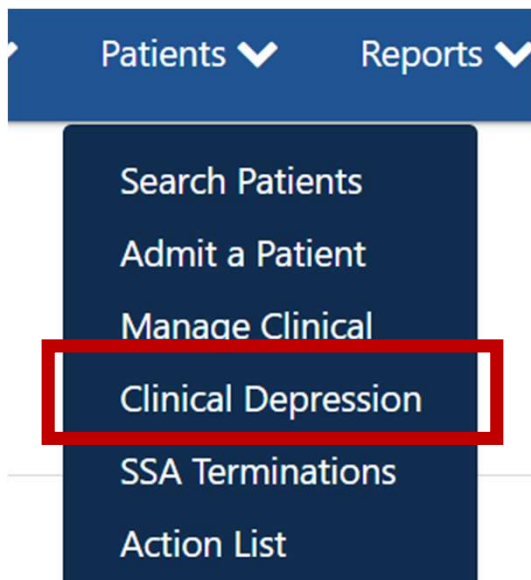 Patients Reports
Search Patients
Admit a Patient
Manage Clinical
Clinical Depression
SSA Terminations
Action List